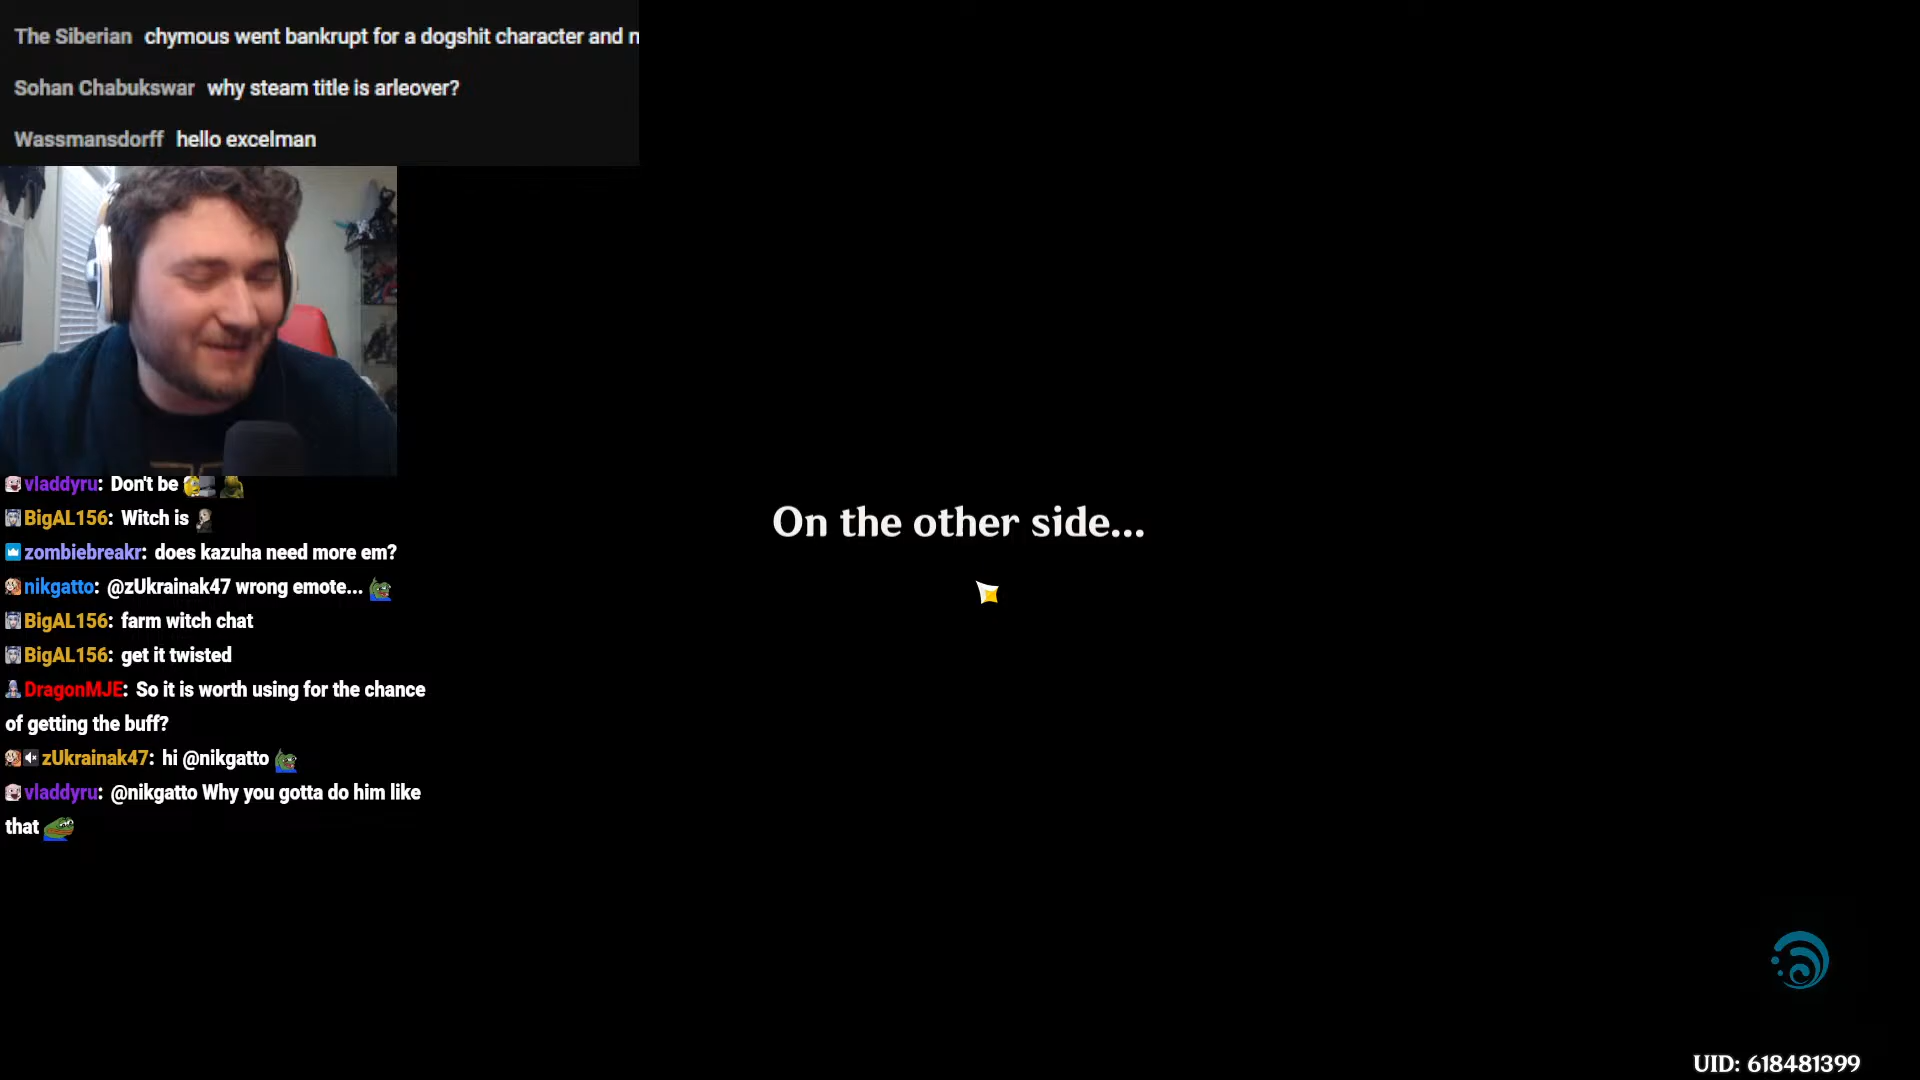 The Siberian chymous went bankrupt for a dogshit character and n
Sohan Chabukswar why steam title is arleover?
Wassmansdorff hello excelman
vladdyru: Don't be
BigAL156: Witch is
zombiebreakr: does kazuha need more em?
nikgatto: @zUkrainak47 wrong emote...
BigAL156: farm witch chat
BigAL156: get it twisted
DragonMJE: So it is worth using for the chance
of getting the buff?
zUkrainak47: hi @nikgatto
vladdyru: @nikgatto Why you gotta do him like
that
On the other side...
UID: 618481399